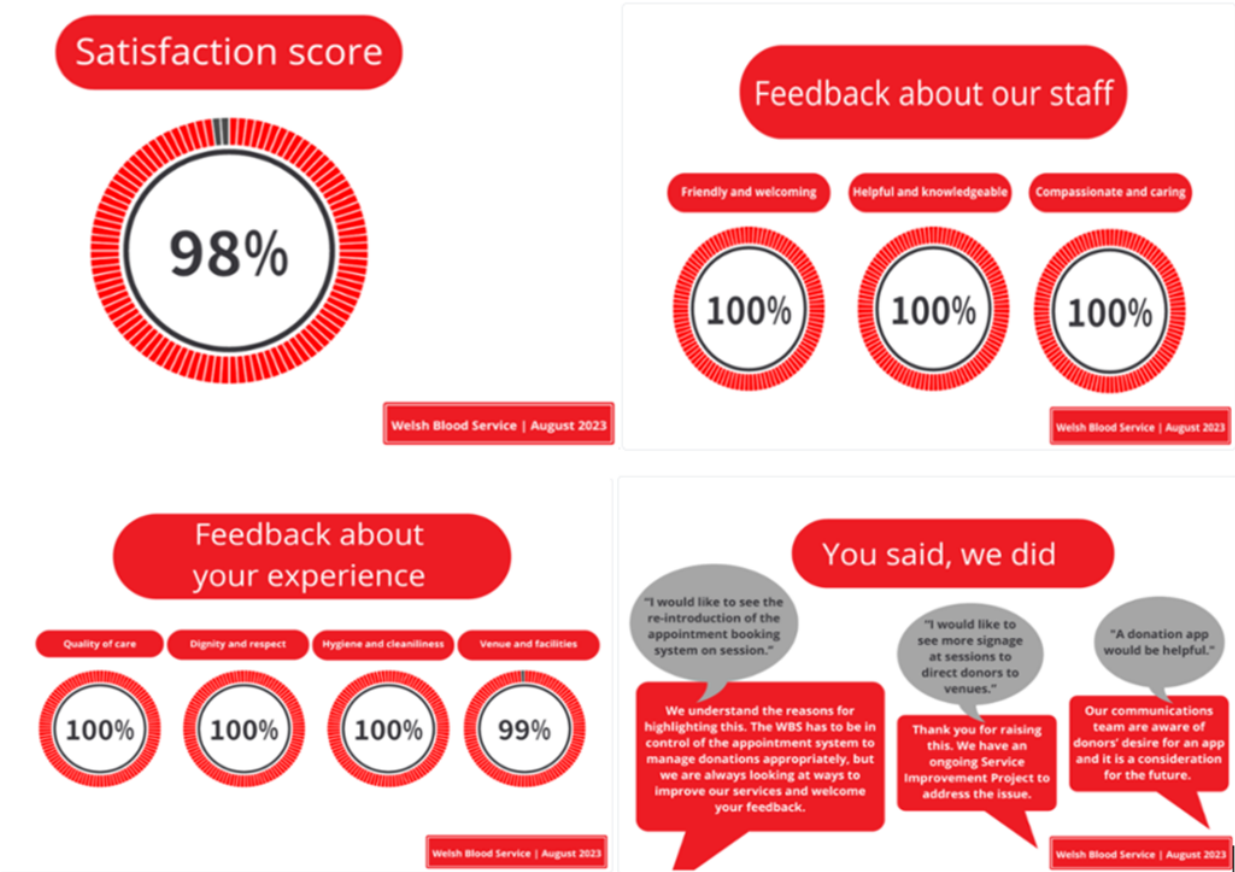 Satisfaction score
98%
Welsh Blood Service | August 2023
Feedback about our staff
Friendly and welcoming
Helpful and knowledgeable
Compassionate and caring
100%
100%
100%
Welsh Blood Service | August 2023
Feedback about
your experience
Quality of care
Dignity and respect
Hygiene and cleaniliness
Venue and facilities
100%
100%
100%
99%
Welsh Blood Service | August 2023
You said, we did
"I would like to see the
re-introduction of the
appointment booking
system on session."
We understand the reasons for
highlighting this. The WBS has to be in
control of the appointment system to
manage donations appropriately, but
we are always looking at ways to
improve our services and welcome
your feedback.
"I would like to
see more signage
at sessions to
direct donors to
venues."
Thank you for raising
this. We have an
ongoing Service
Improvement Project to
address the issue.
"A donation app
would be helpful."
Our communications
team are aware of
donors' desire for an app
and it is a consideration
for the future.
Welsh Blood Service | August 2023